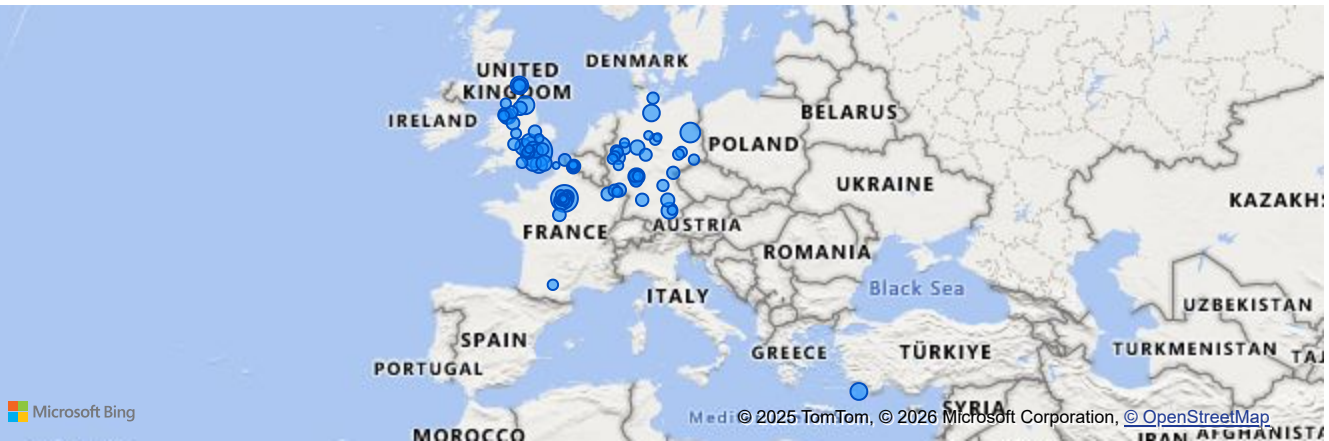 DENMARK
UNITED
KINGDOM
IRELAND
BELARUS
POLAND
UKRAINE
KAZAKHS
FRANCE
AUSTRIA
ROMANIA
Black Sea
ITALY
UZBEKISTAN
SPAIN
GREECE
TÜRKIYE
TURKMENISTAN
TAJ
PORTUGAL
SYRIA
Microsoft Bing
© 2025 TomTom, © 2026 Microsoft Corporation, © OpenStreetMap
MOROCCO
IRAN
AFGHANISTA